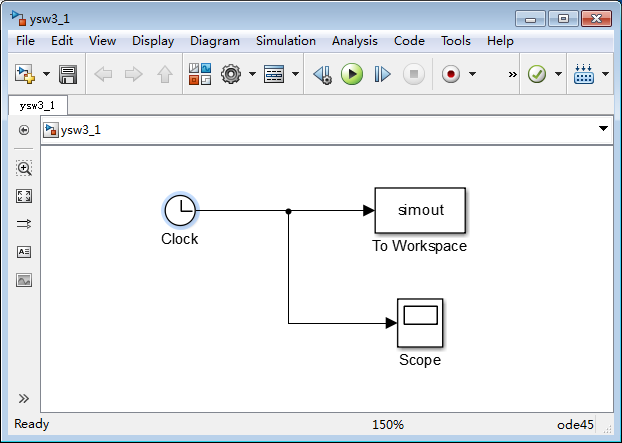 ysw3_1
File Edit View Display Diagram Simulation Analysis Code Tools Help
»
ysw3_1
ysw3_1
simout
Clock
To Workspace
Scope
»
Ready 150% ode45